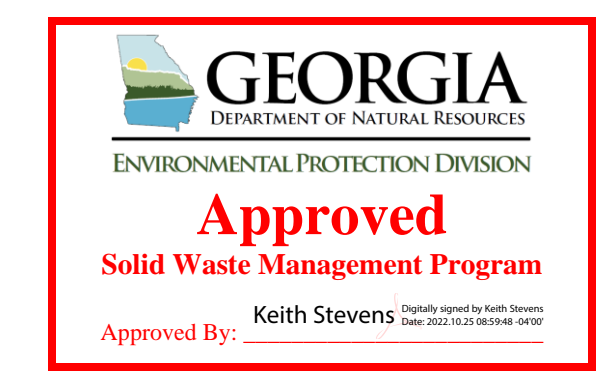 GEORGIA
DEPARTMENT OF NATURAL RESOURCES
ENVIRONMENTAL PROTECTION DIVISION
Approved
Solid Waste Management Program
Approved By: Keith Stevens Digitally signed by Keith Stevens
Date: 2022.10.25 08:59:48 -04'00'